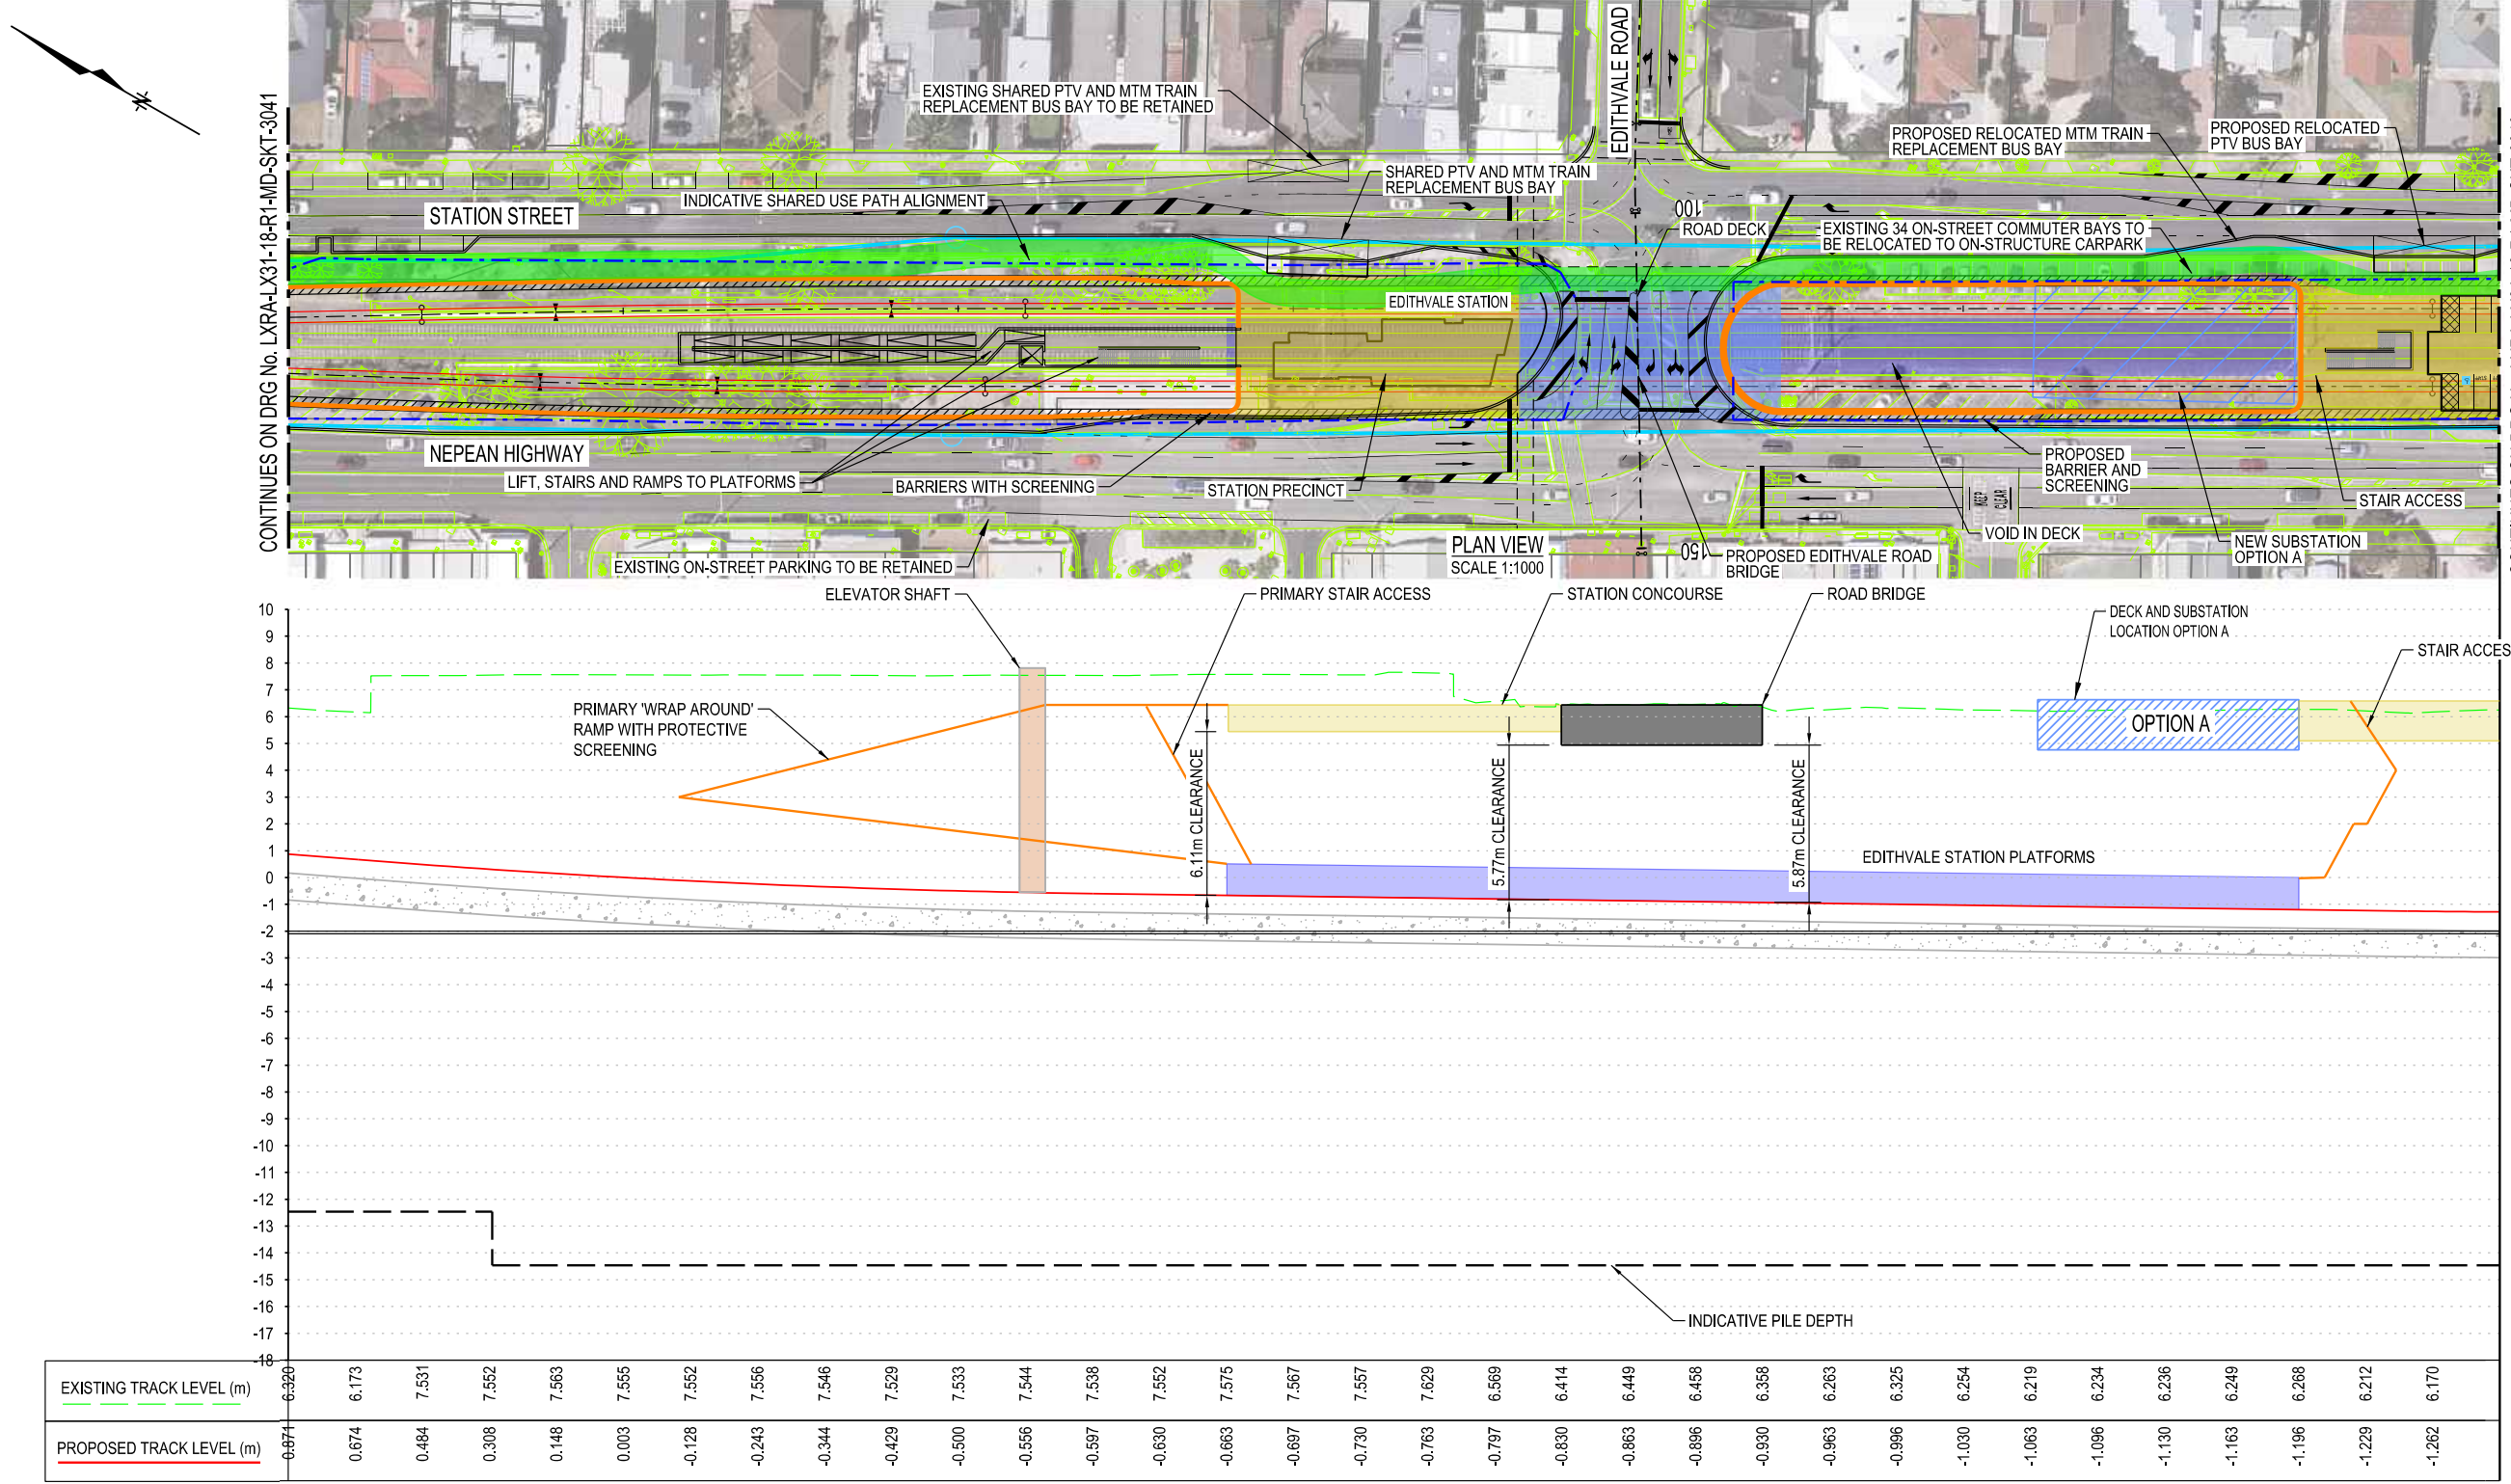 CONTINUES ON DRG No. LXRA-LX31-18-R1-MD-SKT-3041
EXISTING SHARED PTV AND MTM TRAIN
REPLACEMENT BUS BAY TO BE RETAINED
EDITHVALE ROAD
PROPOSED RELOCATED MTM TRAIN
REPLACEMENT BUS BAY
PROPOSED RELOCATED
PTV BUS BAY
SHARED PTV AND MTM TRAIN
REPLACEMENT BUS BAY
STATION STREET
INDICATIVE SHARED USE PATH ALIGNMENT
100
ROAD DECK
EXISTING 34 ON-STREET COMMUTER BAYS TO
BE RELOCATED TO ON-STRUCTURE CARPARK
EDITHVALE STATION
NEPEAN HIGHWAY
LIFT, STAIRS AND RAMPS TO PLATFORMS
BARRIERS WITH SCREENING
STATION PRECINCT
PROPOSED
BARRIER AND
SCREENING
KEEP
CLEAR
STAIR ACCESS
VOID IN DECK
NEW SUBSTATION
OPTION A
PLAN VIEW
SCALE 1:1000
150
PROPOSED EDITHVALE ROAD
BRIDGE
EXISTING ON-STREET PARKING TO BE RETAINED
ELEVATOR SHAFT
PRIMARY STAIR ACCESS
STATION CONCOURSE
ROAD BRIDGE
DECK AND SUBSTATION
LOCATION OPTION A
STAIR ACCES
PRIMARY 'WRAP AROUND'
RAMP WITH PROTECTIVE
SCREENING
OPTION A
6.11m CLEARANCE
5.77m CLEARANCE
5.87m CLEARANCE
EDITHVALE STATION PLATFORMS
INDICATIVE PILE DEPTH
10
9
8
7
6
5
4
3
2
1
0
-1
-2
-3
-4
-5
-6
-7
-8
-9
-10
-11
-12
-13
-14
-15
-16
-17
-18
EXISTING TRACK LEVEL (m)
6.320 6.173 7.531 7.552 7.563 7.555 7.552 7.556 7.546 7.529 7.533 7.544 7.538 7.552 7.575 7.567 7.557 7.629 6.569 6.414 6.449 6.458 6.358 6.263 6.325 6.254 6.219 6.234 6.236 6.249 6.268 6.212 6.170
PROPOSED TRACK LEVEL (m)
0.871 0.674 0.484 0.308 0.148 0.003 -0.128 -0.243 -0.344 -0.429 -0.500 -0.556 -0.597 -0.630 -0.663 -0.697 -0.730 -0.763 -0.797 -0.830 -0.863 -0.896 -0.930 -0.963 -0.996 -1.030 -1.063 -1.096 -1.130 -1.163 -1.196 -1.229 -1.262